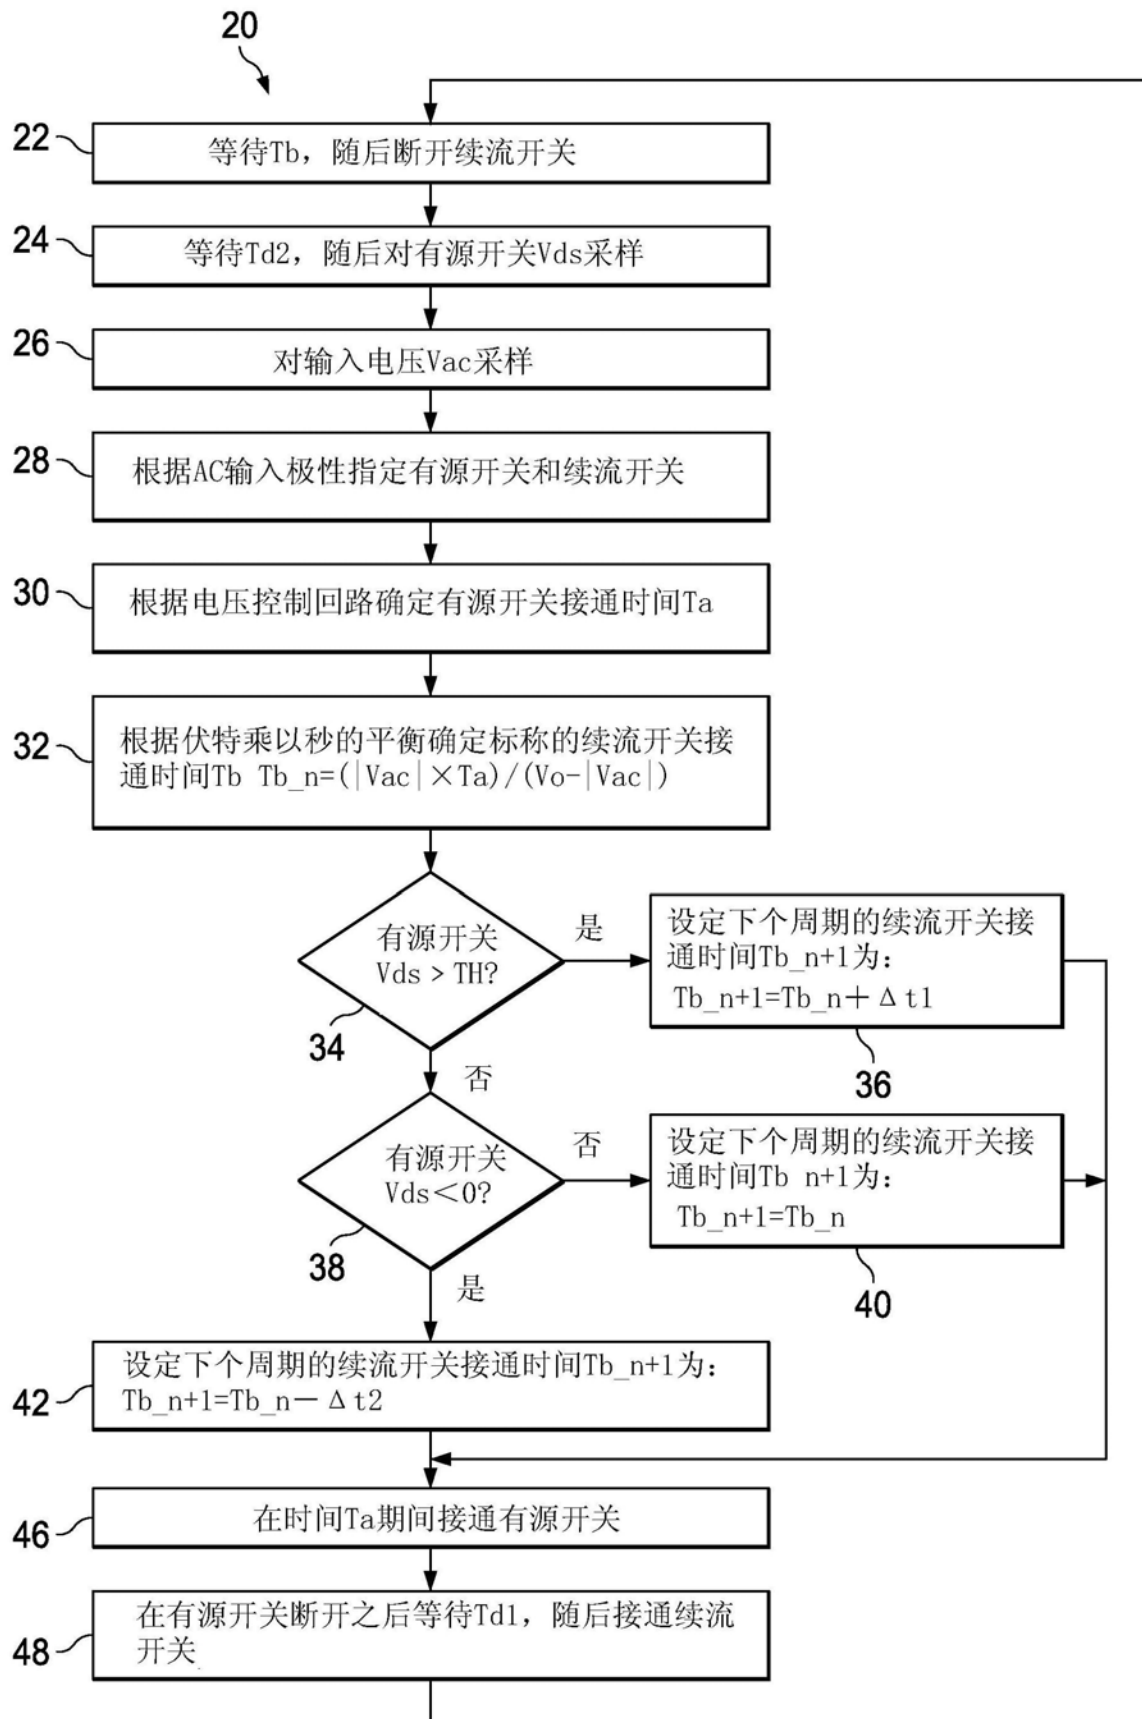 20
22
等待Tb，随后断开续流开关
24
等待Td2，随后对有源开关Vds采样
26
对输入电压Vac采样
28
根据AC输入极性指定有源开关和续流开关
30
根据电压控制回路确定有源开关接通时间Ta
32
根据伏特乘以秒的平衡确定标称的续流开关接
通时间Tb Tb_n=(|Vac|×Ta)/(Vo-|Vac|)
有源开关
Vds＞TH?
34
是
设定下个周期的续流开关接
通时间Tb_n+1为：
Tb_n+1=Tb_n＋Δt1
36
否
有源开关
Vds＜0?
38
否
设定下个周期的续流开关接
通时间Tb n+1为：
Tb_n+1=Tb_n
40
是
42
设定下个周期的续流开关接通时间Tb_n+1为：
Tb_n+1=Tb_n－Δt2
46
在时间Ta期间接通有源开关
48
在有源开关断开之后等待Td1，随后接通续流
开关